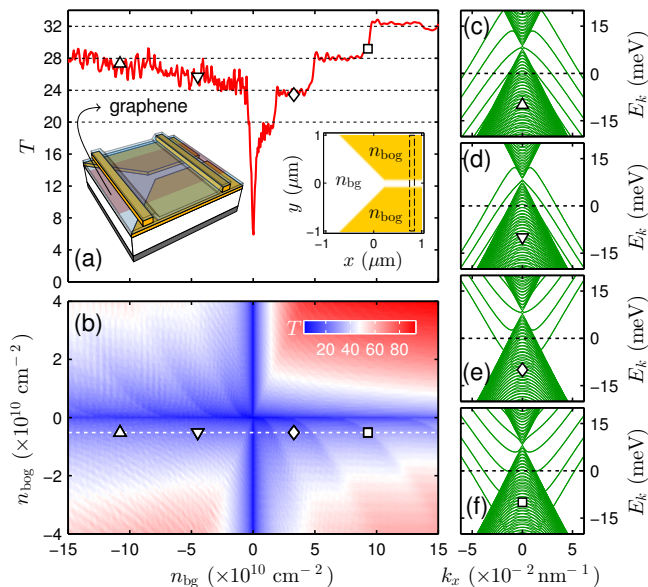 (a)
T
32
28
24
20
16
12
8
4
0
graphene
n_bog
n_bg
n_bog
y (μm)
1
0
-1
-1 0 1
x (μm)
(b)
T
20 40 60 80
n_bog (×10^10 cm^−2)
4
2
0
−2
−4
−15 −10 −5 0 5 10 15
n_bg (×10^10 cm^−2)
(c)
15
0
−15
E_k (meV)
(d)
15
0
−15
E_k (meV)
(e)
15
0
−15
E_k (meV)
(f)
15
0
−15
E_k (meV)
−5 0 5
k_x (×10^−2 nm^−1)